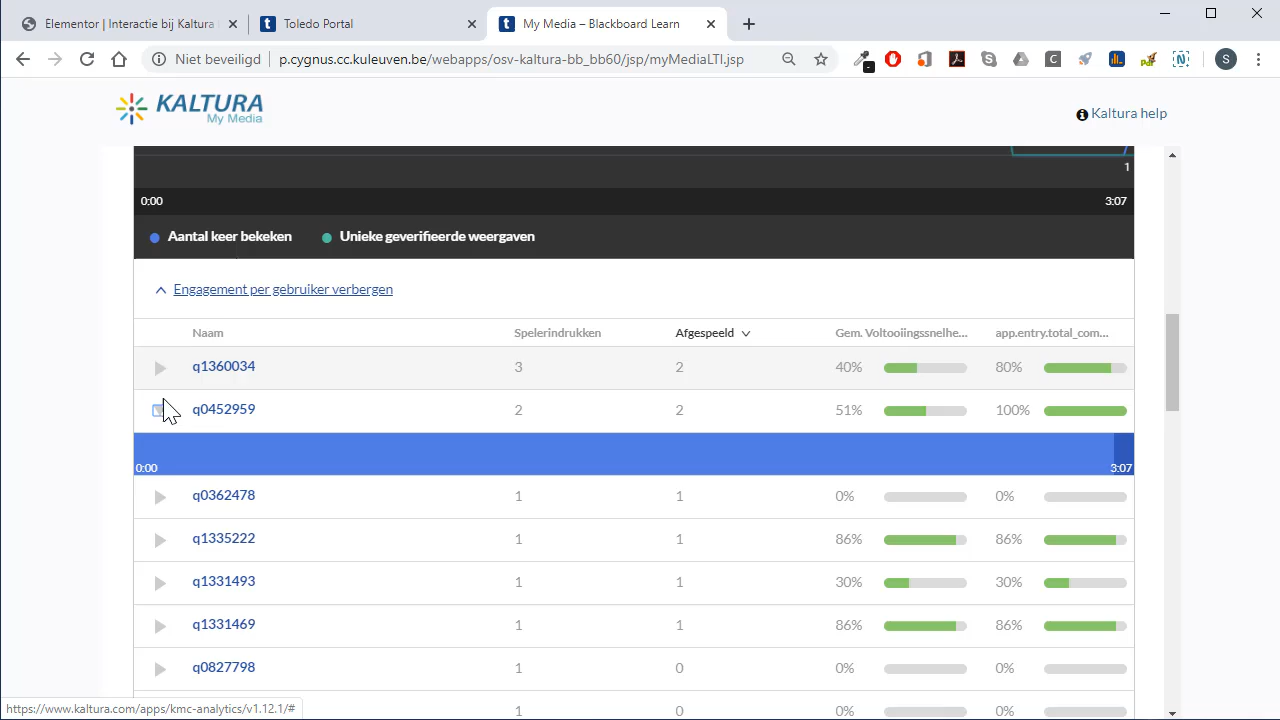 Elementor | Interactie bij Kaltura
Toledo Portal
My Media – Blackboard Learn
Niet beveiligd
p.cygnus.cc.kuleuven.be/webapps/osv-kaltura-bb_bb60/jsp/myMediaLTI.jsp
S
KALTURA
My Media
Kaltura help
1
0:00
3:07
Aantal keer bekeken
Unieke geverifieerde weergaven
Engagement per gebruiker verbergen
Naam Spelerindrukken Afgespeeld Gem. Voltooiingssnelhe... app.entry.total_com...
q1360034 3 2 40% 80%
q0452959 2 2 51% 100%
0:00 3:07
q0362478 1 1 0% 0%
q1335222 1 1 86% 86%
q1331493 1 1 30% 30%
q1331469 1 1 86% 86%
q0827798 1 0 0% 0%
1 0 0% 0%
https://www.kaltura.com/apps/kmc-analytics/v1.12.1/#